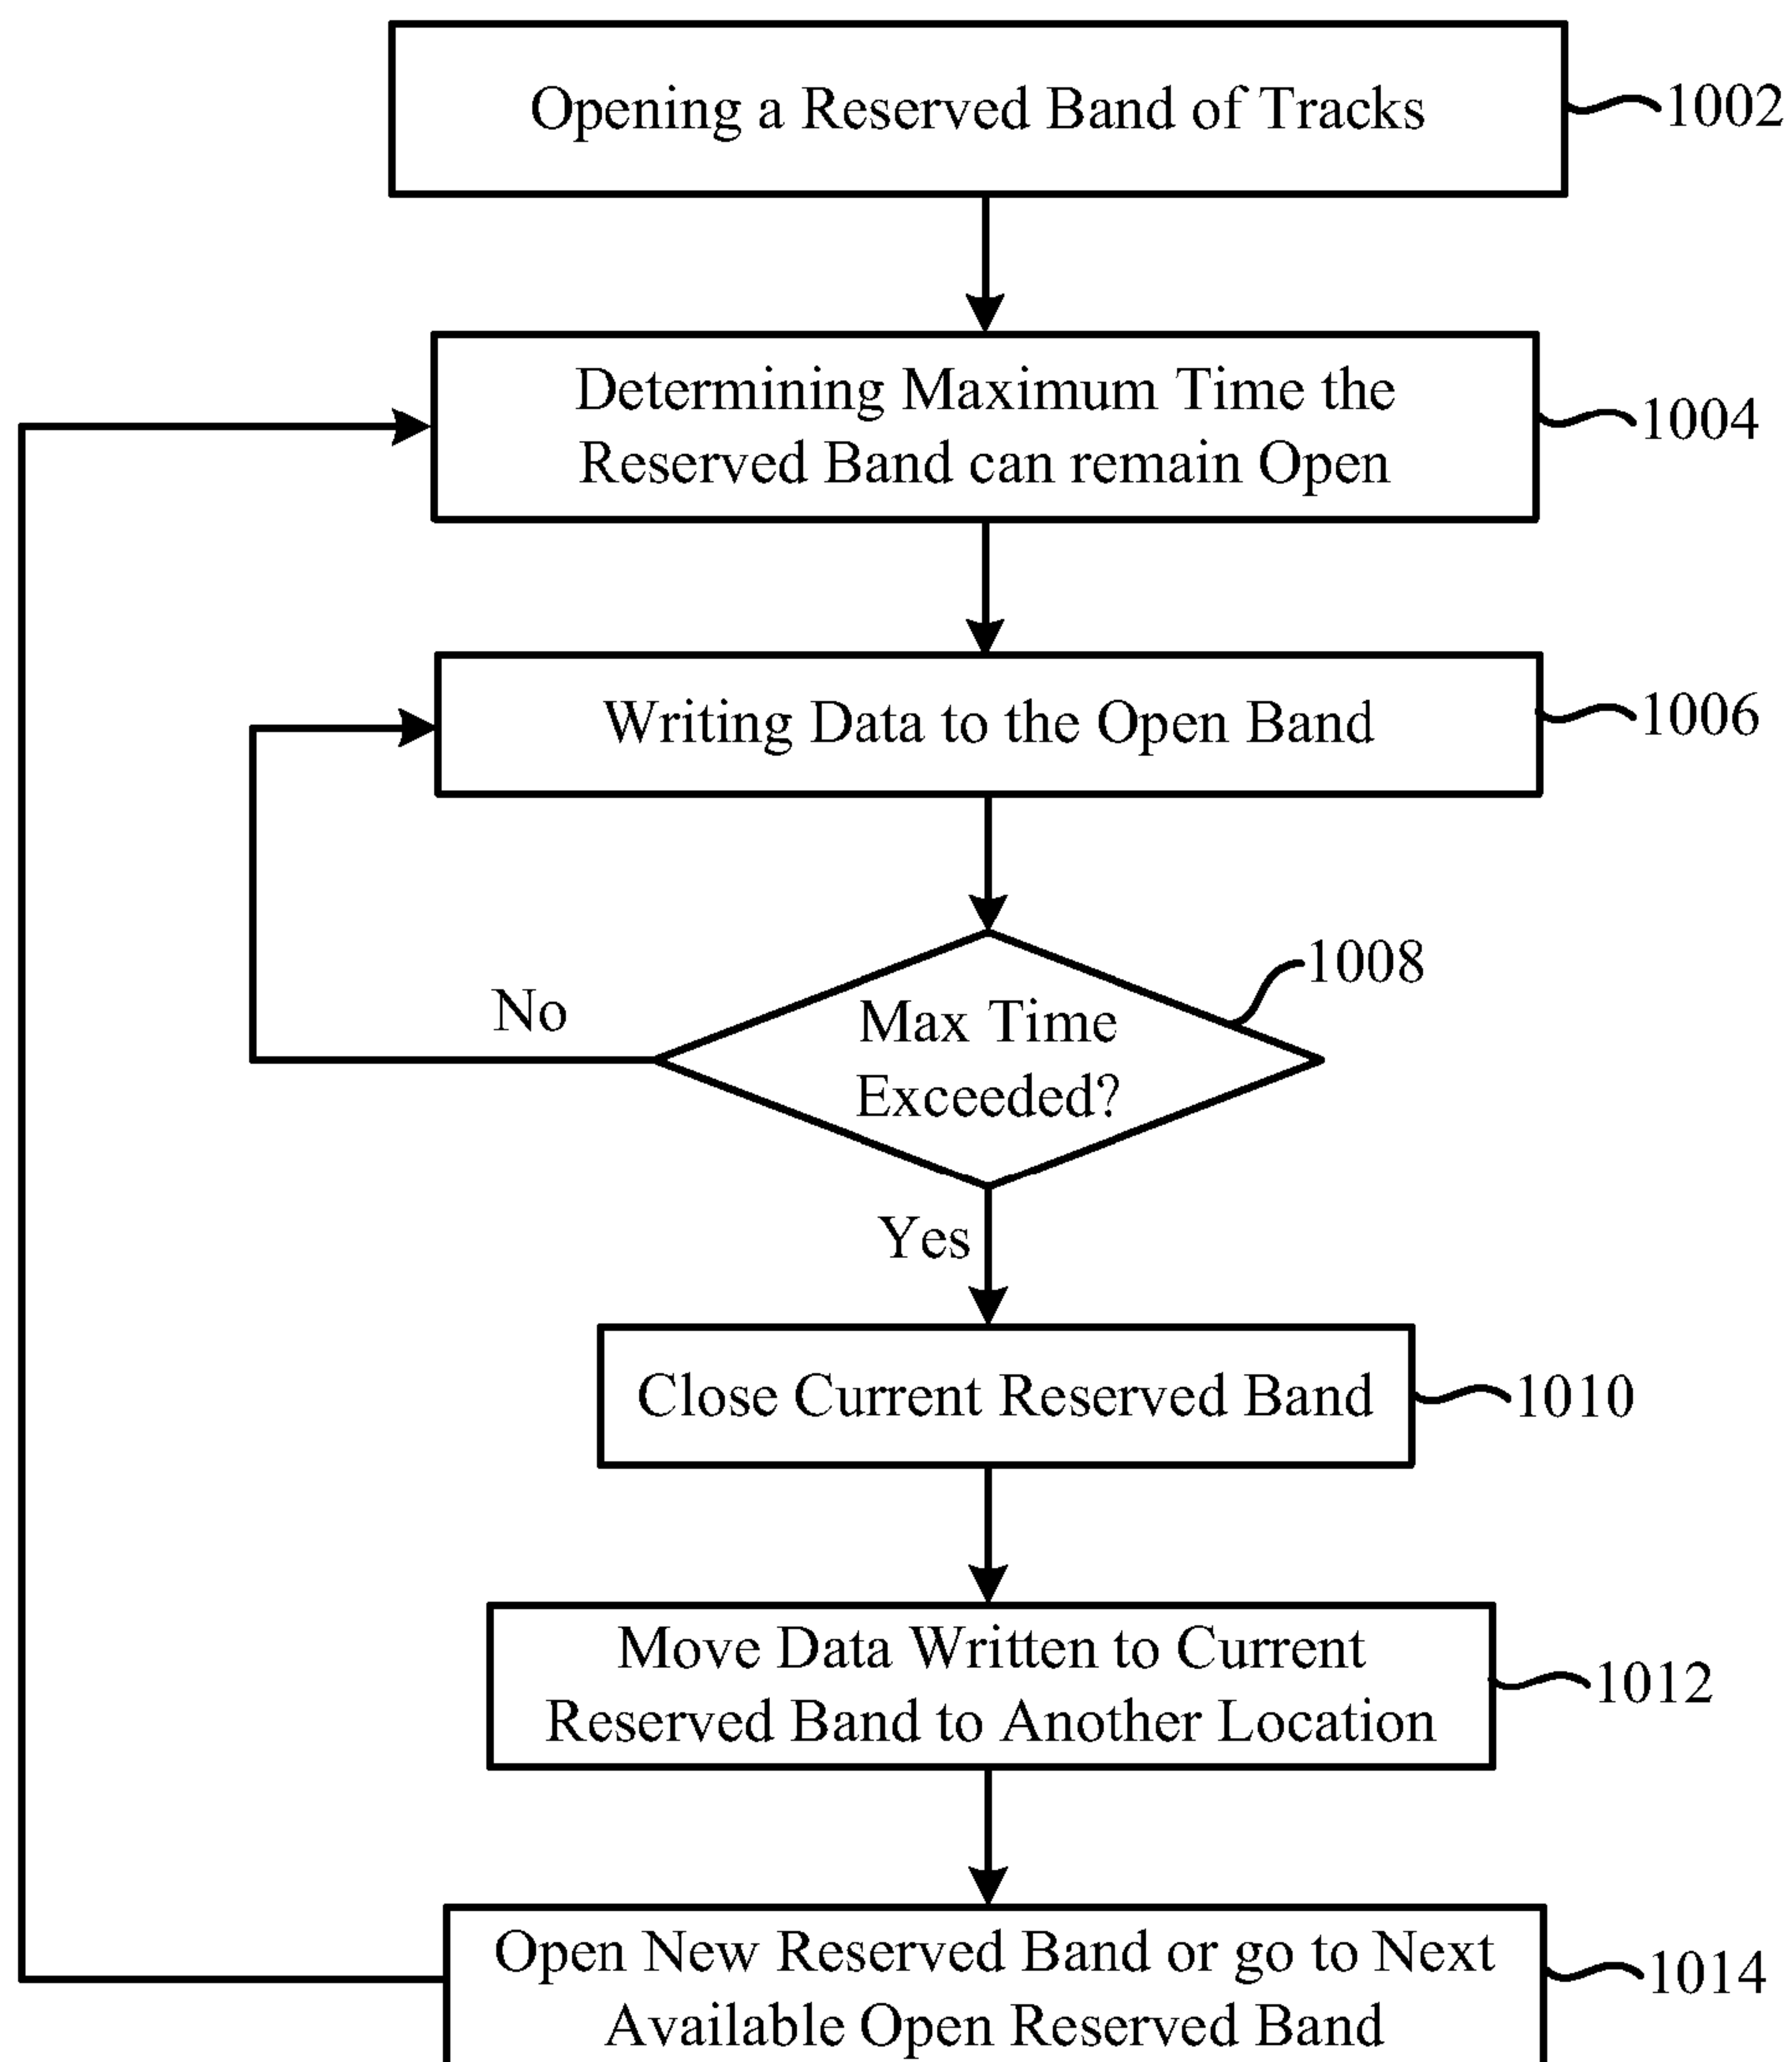 Opening a Reserved Band of Tracks
1002
Determining Maximum Time the
Reserved Band can remain Open
1004
Writing Data to the Open Band
1006
1008
No
Max Time
Exceeded?
Yes
Close Current Reserved Band
1010
Move Data Written to Current
Reserved Band to Another Location
1012
Open New Reserved Band or go to Next
Available Open Reserved Band
1014